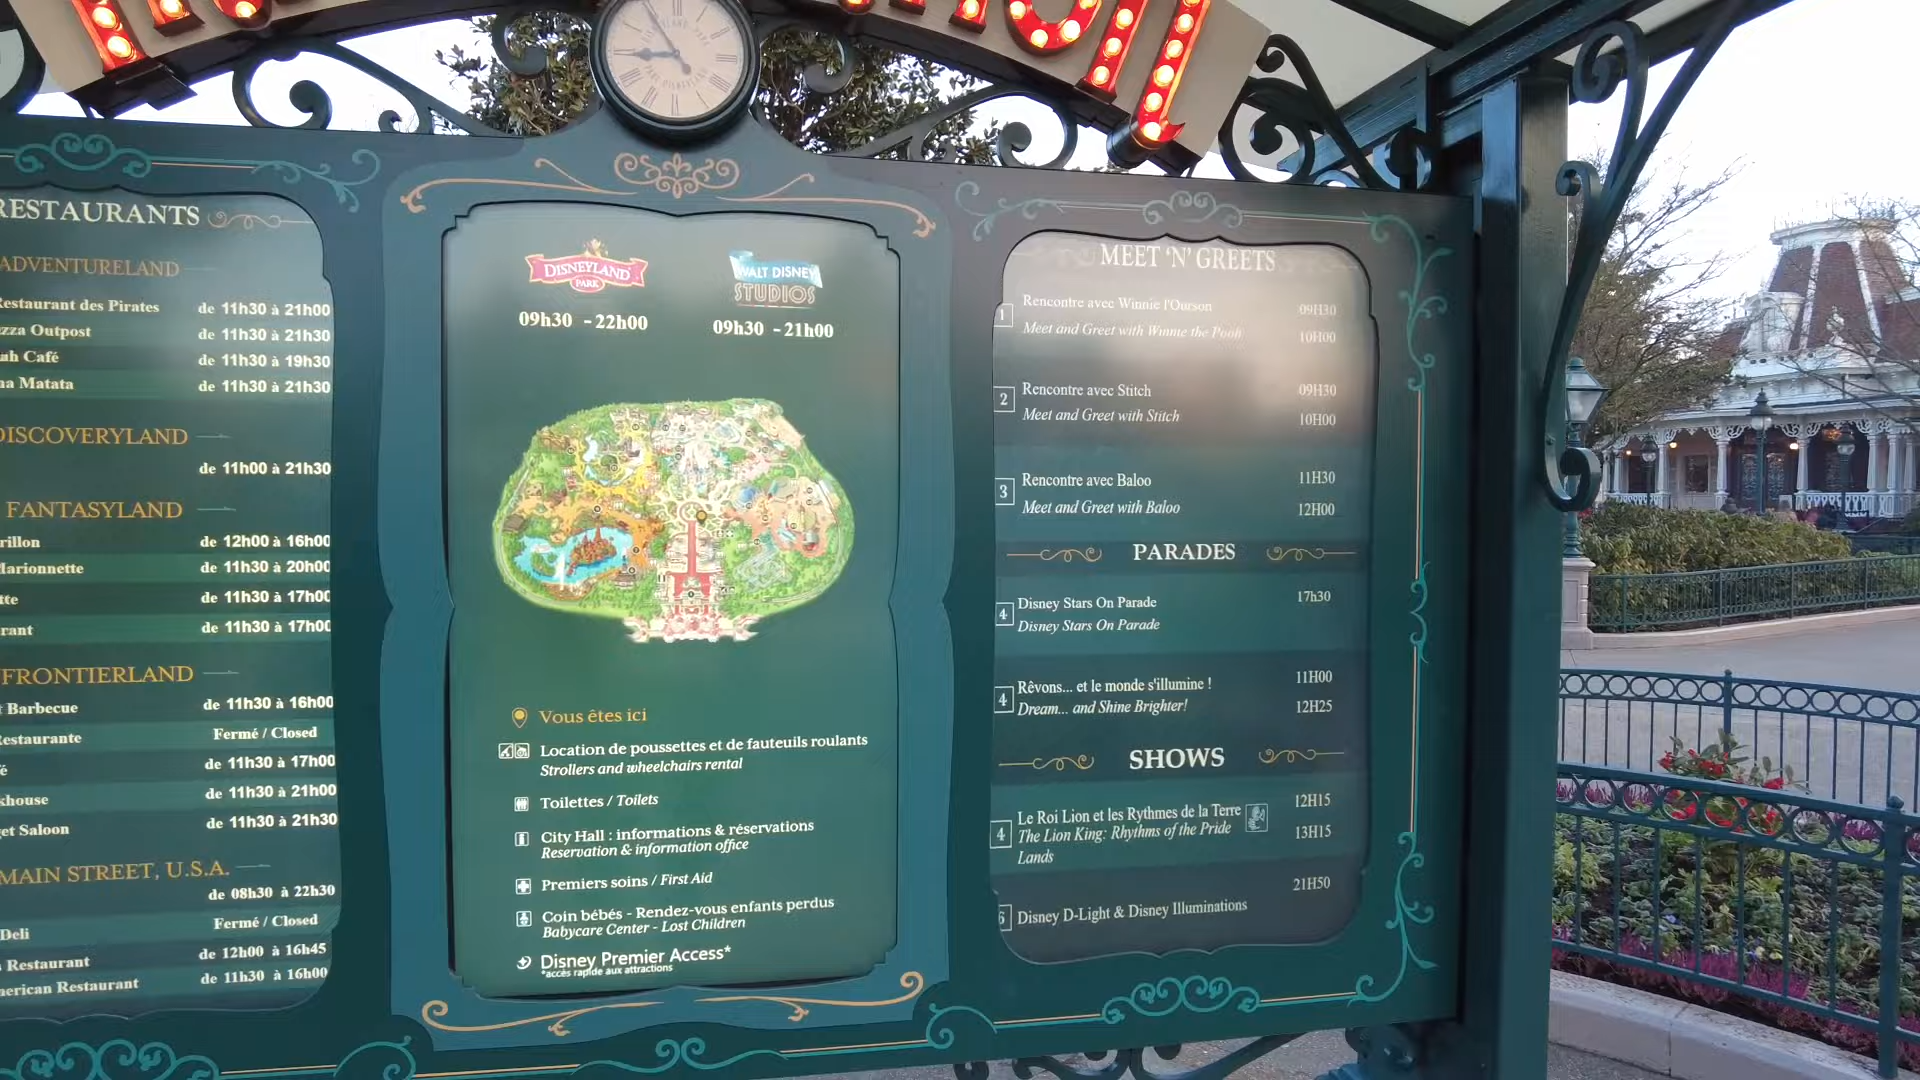 RESTAURANTS
ADVENTURELAND
Restaurant des Pirates de 11h30 à 21h00
Outpost de 11h30 à 21h30
Café de 11h30 à 19h30
Matata de 11h30 à 21h30
DISCOVERYLAND
de 11h00 à 21h30
FANTASYLAND
de 12h00 à 16h00
Marionnette de 11h30 à 20h00
de 11h30 à 17h00
de 11h30 à 17h00
FRONTIERLAND
Barbecue de 11h30 à 16h00
Restaurante Fermé / Closed
de 11h30 à 17h00
de 11h30 à 21h00
Saloon de 11h30 à 21h30
MAIN STREET, U.S.A.
de 08h30 à 22h30
Deli Fermé / Closed
Restaurant de 12h00 à 16h45
American Restaurant de 11h30 à 16h00
DISNEYLAND
PARK
09h30 - 22h00
WALT DISNEY
STUDIOS
09h30 - 21h00
Vous êtes ici
Location de poussettes et de fauteuils roulants
Strollers and wheelchairs rental
Toilettes / Toilets
City Hall : informations & réservations
Reservation & information office
Premiers soins / First Aid
Coin bébés - Rendez-vous enfants perdus
Babycare Center - Lost Children
Disney Premier Access*
*accès rapide aux attractions
MEET 'N' GREETS
1 Rencontre avec Winnie l'Ourson 09H30
Meet and Greet with Winnie the Pooh 10H00
2 Rencontre avec Stitch 09H30
Meet and Greet with Stitch 10H00
3 Rencontre avec Baloo 11H30
Meet and Greet with Baloo 12H00
PARADES
4 Disney Stars On Parade 17h30
Disney Stars On Parade
4 Rêvons... et le monde s'illumine ! 11H00
Dream... and Shine Brighter! 12H25
SHOWS
4 Le Roi Lion et les Rythmes de la Terre 12H15
The Lion King: Rhythms of the Pride 13H15
Lands
21H50
6 Disney D-Light & Disney Illuminations